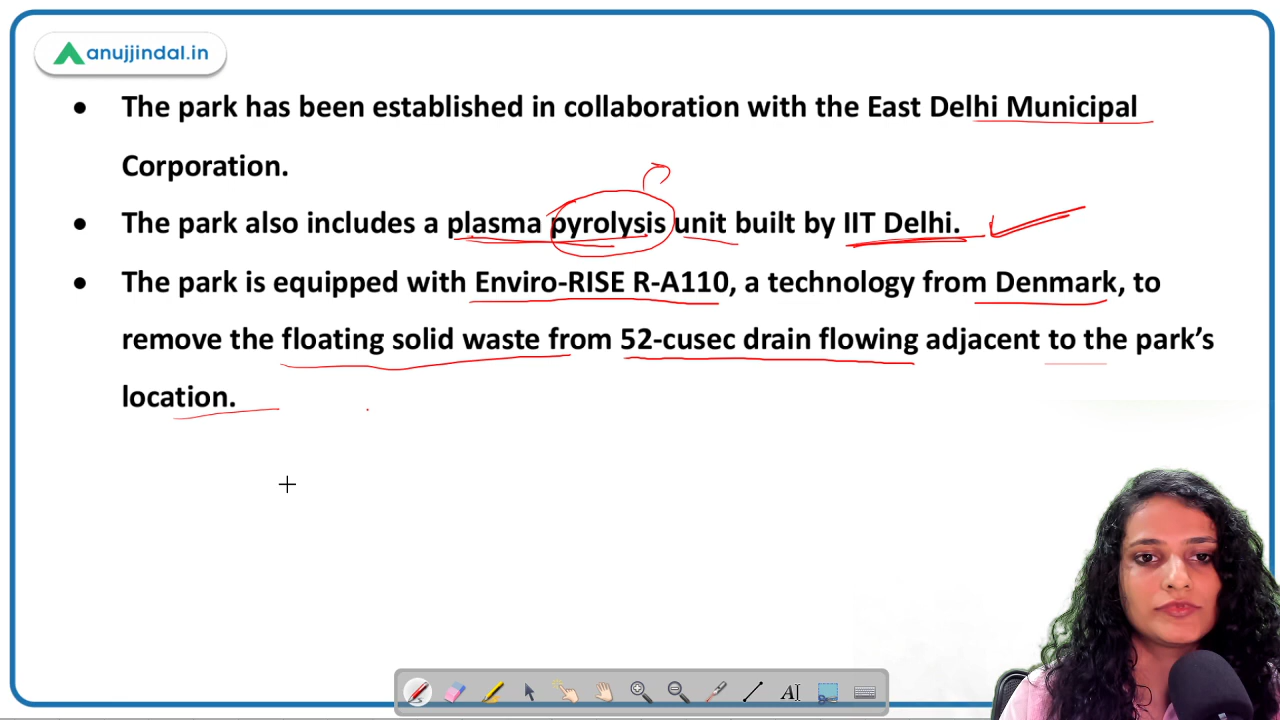 anujjindal.in
• The park has been established in collaboration with the East Delhi Municipal
Corporation.
• The park also includes a plasma pyrolysis unit built by IIT Delhi.
• The park is equipped with Enviro-RISE R-A110, a technology from Denmark, to
remove the floating solid waste from 52-cusec drain flowing adjacent to the park’s
location.
AI